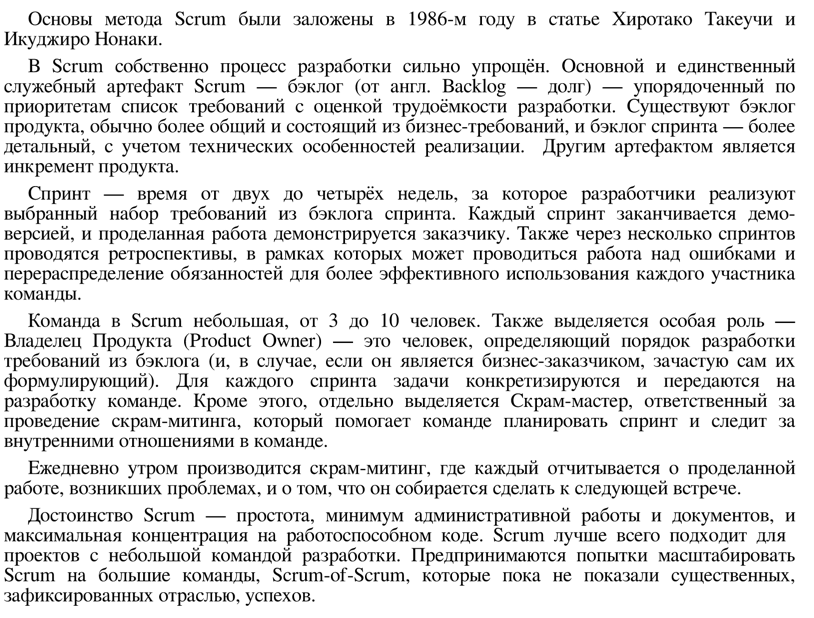 Основы метода Scrum были заложены в 1986-м году в статье Хиротако Такеучи и
Икуджиро Нонаки.
В Scrum собственно процесс разработки сильно упрощён. Основной и единственный
служебный артефакт Scrum — бэклог (от англ. Backlog — долг) — упорядоченный по
приоритетам список требований с оценкой трудоёмкости разработки. Существуют бэклог
продукта, обычно более общий и состоящий из бизнес-требований, и бэклог спринта — более
детальный, с учетом технических особенностей реализации. Другим артефактом является
инкремент продукта.
Спринт — время от двух до четырёх недель, за которое разработчики реализуют
выбранный набор требований из бэклога спринта. Каждый спринт заканчивается демо-
версией, и проделанная работа демонстрируется заказчику. Также через несколько спринтов
проводятся ретроспективы, в рамках которых может проводиться работа над ошибками и
перераспределение обязанностей для более эффективного использования каждого участника
команды.
Команда в Scrum небольшая, от 3 до 10 человек. Также выделяется особая роль —
Владелец Продукта (Product Owner) — это человек, определяющий порядок разработки
требований из бэклога (и, в случае, если он является бизнес-заказчиком, зачастую сам их
формулирующий). Для каждого спринта задачи конкретизируются и передаются на
разработку команде. Кроме этого, отдельно выделяется Скрам-мастер, ответственный за
проведение скрам-митинга, который помогает команде планировать спринт и следит за
внутренними отношениями в команде.
Ежедневно утром производится скрам-митинг, где каждый отчитывается о проделанной
работе, возникших проблемах, и о том, что он собирается сделать к следующей встрече.
Достоинство Scrum — простота, минимум административной работы и документов, и
максимальная концентрация на работоспособном коде. Scrum лучше всего подходит для
проектов с небольшой командой разработки. Предпринимаются попытки масштабировать
Scrum на большие команды, Scrum-of-Scrum, которые пока не показали существенных,
зафиксированных отраслью, успехов.